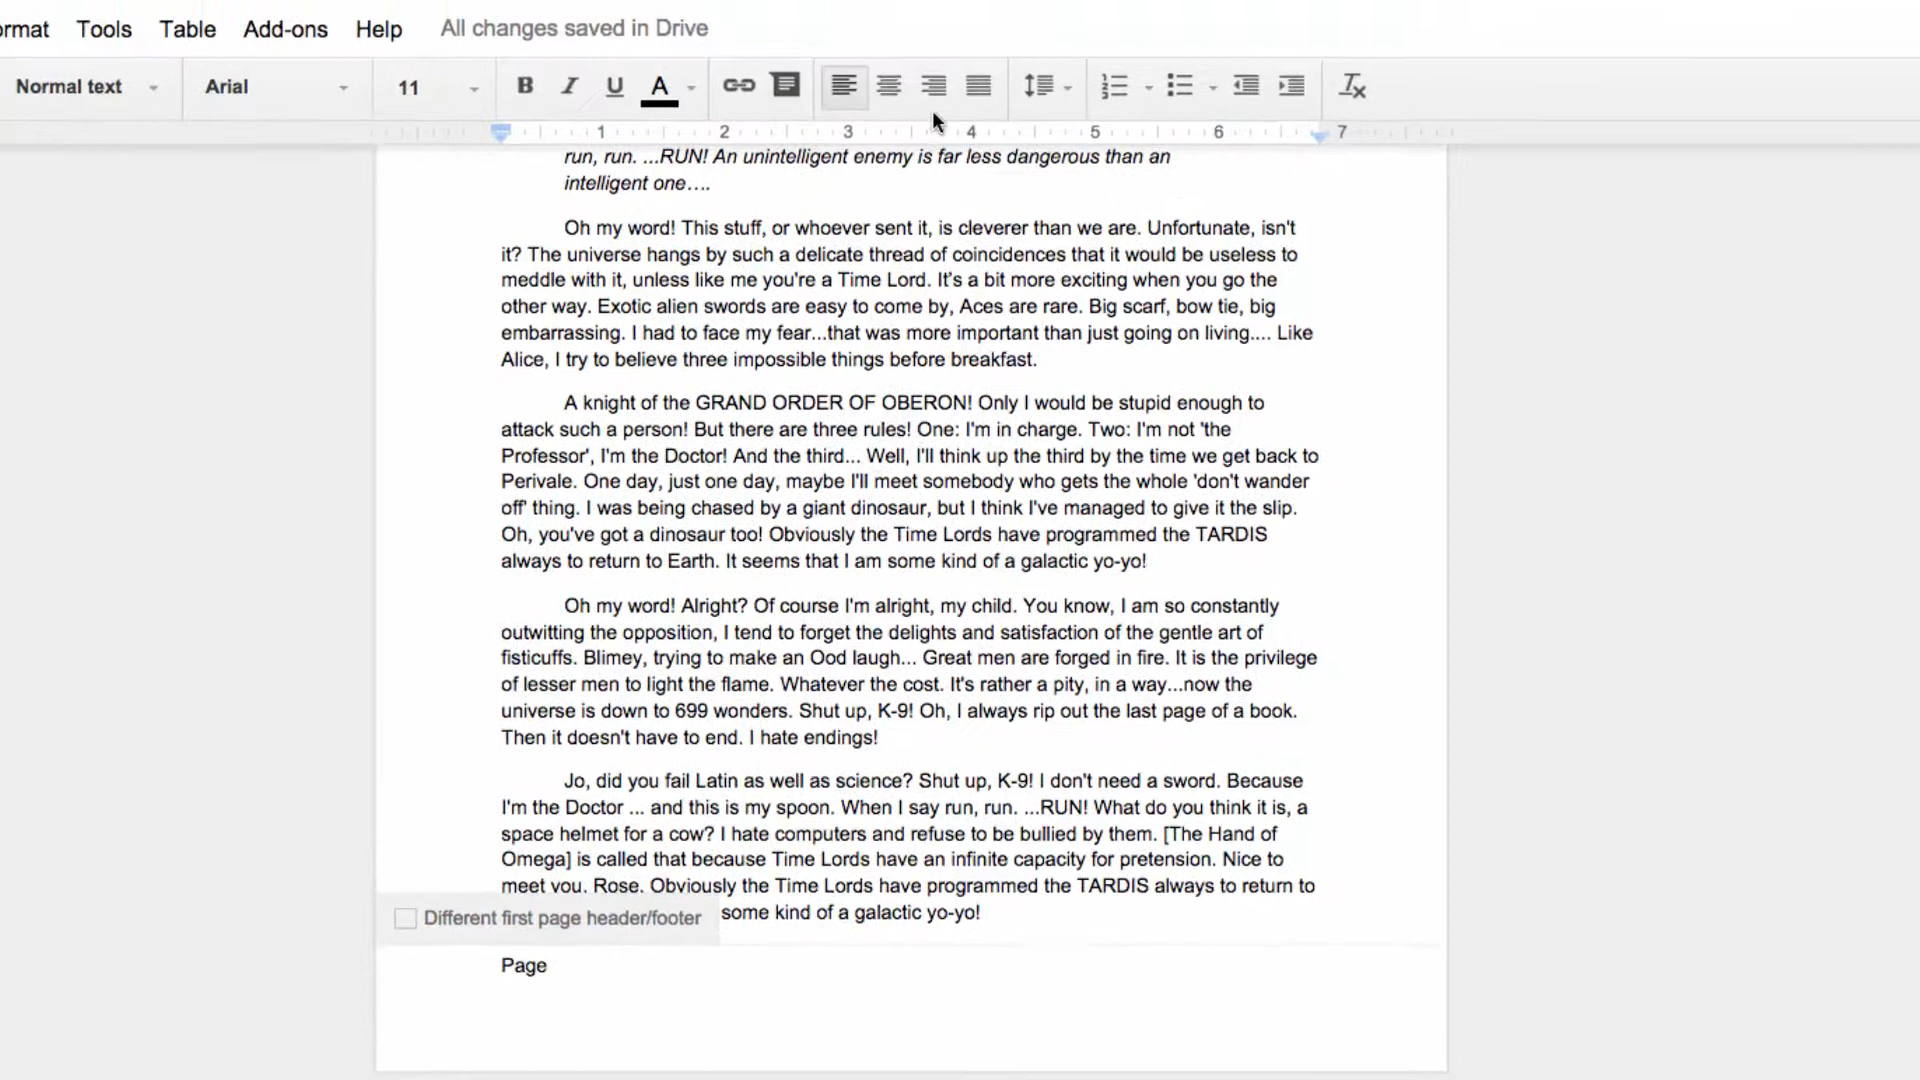 ormat Tools Table Add-ons Help All changes saved in Drive
Normal text Arial 11 B I U A
1 2 3 4 5 6 7
run, run. ...RUN! An unintelligent enemy is far less dangerous than an
intelligent one….
Oh my word! This stuff, or whoever sent it, is cleverer than we are. Unfortunate, isn't
it? The universe hangs by such a delicate thread of coincidences that it would be useless to
meddle with it, unless like me you're a Time Lord. It's a bit more exciting when you go the
other way. Exotic alien swords are easy to come by, Aces are rare. Big scarf, bow tie, big
embarrassing. I had to face my fear...that was more important than just going on living.... Like
Alice, I try to believe three impossible things before breakfast.
A knight of the GRAND ORDER OF OBERON! Only I would be stupid enough to
attack such a person! But there are three rules! One: I'm in charge. Two: I'm not 'the
Professor', I'm the Doctor! And the third... Well, I'll think up the third by the time we get back to
Perivale. One day, just one day, maybe I'll meet somebody who gets the whole 'don't wander
off' thing. I was being chased by a giant dinosaur, but I think I've managed to give it the slip.
Oh, you've got a dinosaur too! Obviously the Time Lords have programmed the TARDIS
always to return to Earth. It seems that I am some kind of a galactic yo-yo!
Oh my word! Alright? Of course I'm alright, my child. You know, I am so constantly
outwitting the opposition, I tend to forget the delights and satisfaction of the gentle art of
fisticuffs. Blimey, trying to make an Ood laugh... Great men are forged in fire. It is the privilege
of lesser men to light the flame. Whatever the cost. It's rather a pity, in a way...now the
universe is down to 699 wonders. Shut up, K-9! Oh, I always rip out the last page of a book.
Then it doesn't have to end. I hate endings!
Jo, did you fail Latin as well as science? Shut up, K-9! I don't need a sword. Because
I'm the Doctor ... and this is my spoon. When I say run, run. ...RUN! What do you think it is, a
space helmet for a cow? I hate computers and refuse to be bullied by them. [The Hand of
Omega] is called that because Time Lords have an infinite capacity for pretension. Nice to
meet you. Rose. Obviously the Time Lords have programmed the TARDIS always to return to
Different first page header/footer some kind of a galactic yo-yo!
Page